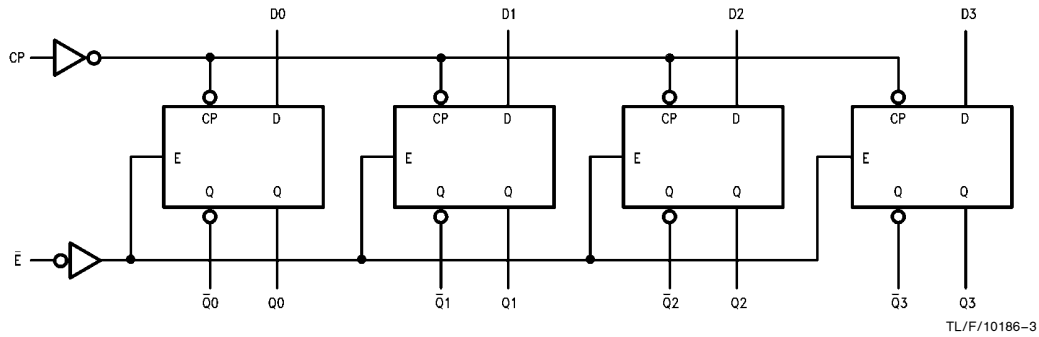 D0 D1 D2 D3
CP
CP D CP D CP D CP D
E E E E
Q Q Q Q Q Q Q Q
E̅
Q̅0 Q0 Q̅1 Q1 Q̅2 Q2 Q̅3 Q3
TL/F/10186–3